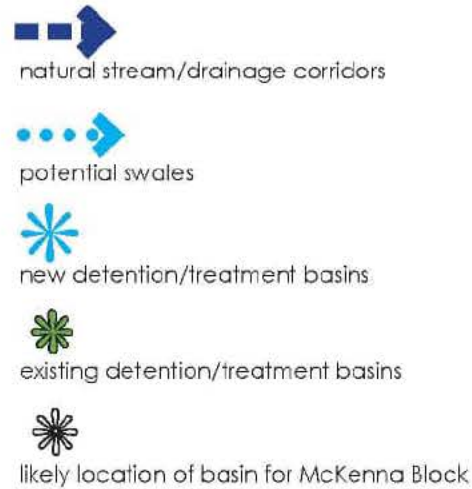 natural stream/drainage corridors
potential swales
new detention/treatment basins
existing detention/treatment basins
likely location of basin for McKenna Block